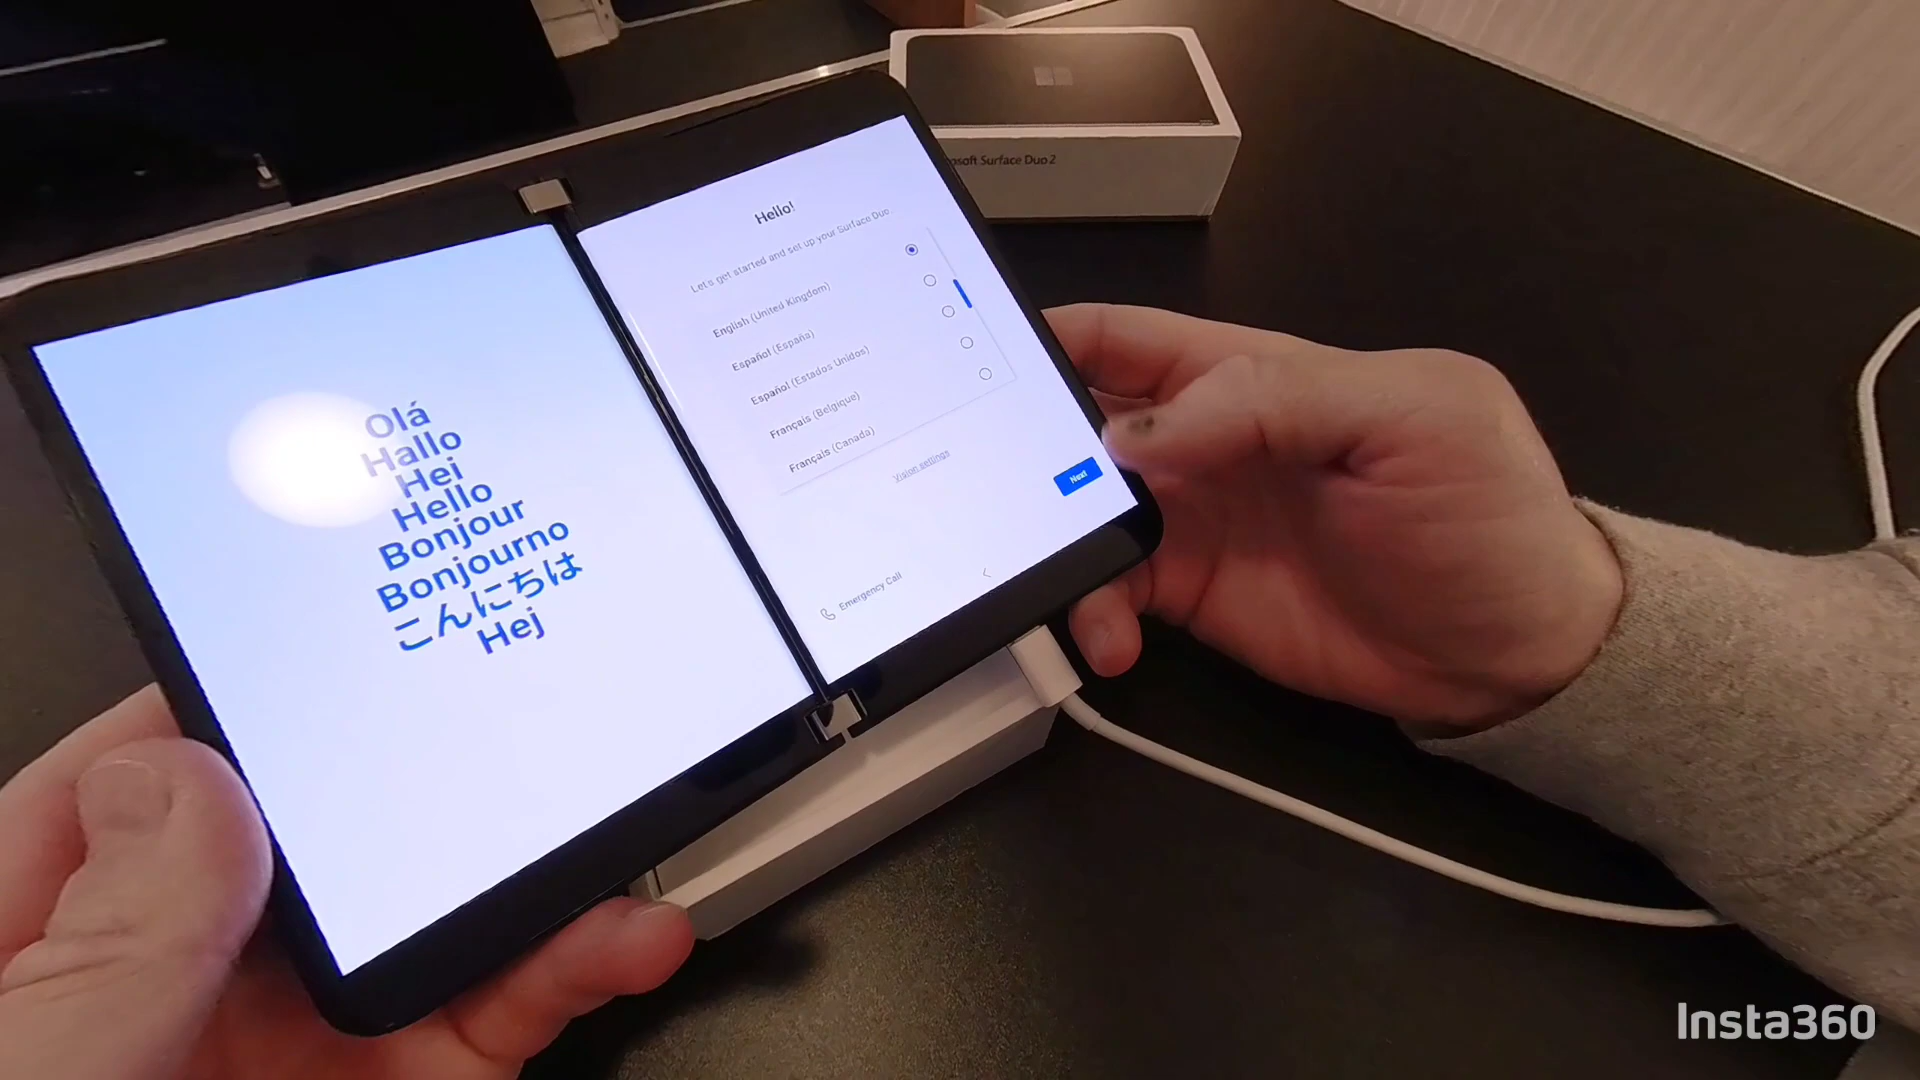 Olá
Hallo
Hei
Hello
Bonjour
Bonjourno
こんにちは
Hej
Hello!
Let's get started and set up your Surface Duo.
English (United Kingdom)
Español (España)
Español (Estados Unidos)
Français (Belgique)
Français (Canada)
Vision settings
Next
Emergency Call
Surface Duo 2
Insta360